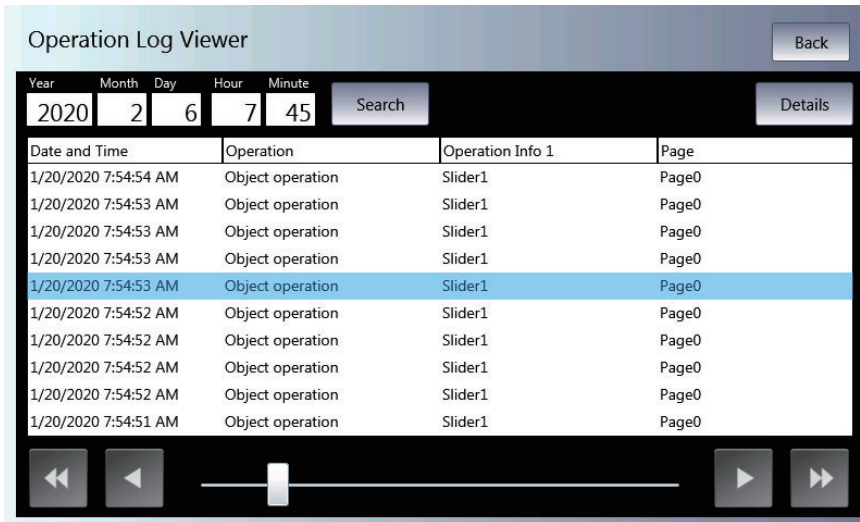 Operation Log Viewer Back
Year Month Day Hour Minute
2020 2 6 7 45 Search Details
Date and Time Operation Operation Info 1 Page
1/20/2020 7:54:54 AM Object operation Slider1 Page0
1/20/2020 7:54:53 AM Object operation Slider1 Page0
1/20/2020 7:54:53 AM Object operation Slider1 Page0
1/20/2020 7:54:53 AM Object operation Slider1 Page0
1/20/2020 7:54:53 AM Object operation Slider1 Page0
1/20/2020 7:54:52 AM Object operation Slider1 Page0
1/20/2020 7:54:52 AM Object operation Slider1 Page0
1/20/2020 7:54:52 AM Object operation Slider1 Page0
1/20/2020 7:54:52 AM Object operation Slider1 Page0
1/20/2020 7:54:51 AM Object operation Slider1 Page0